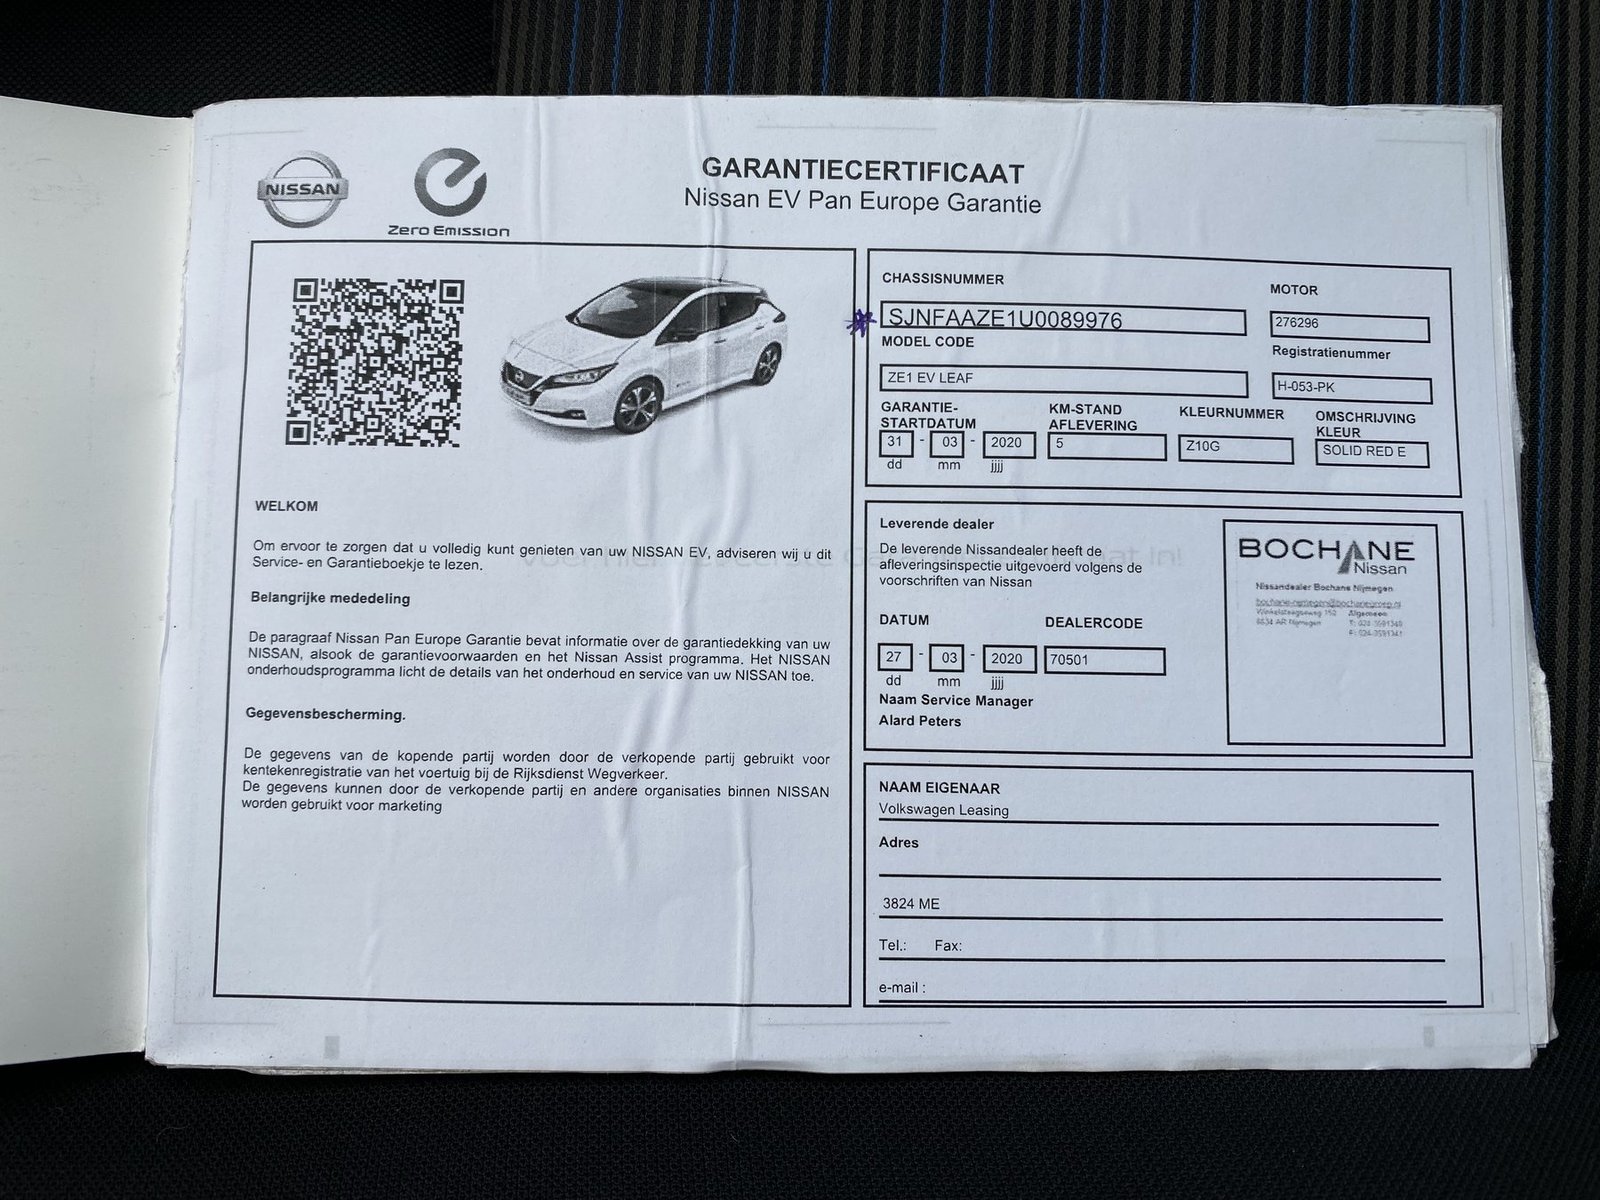 NISSAN
Zero Emission
GARANTIECERTIFICAAT
Nissan EV Pan Europe Garantie
WELKOM
Om ervoor te zorgen dat u volledig kunt genieten van uw NISSAN EV, adviseren wij u dit
Service- en Garantieboekje te lezen.
Belangrijke mededeling
De paragraaf Nissan Pan Europe Garantie bevat informatie over de garantiedekking van uw
NISSAN, alsook de garantievoorwaarden en het Nissan Assist programma. Het NISSAN
onderhoudsprogramma licht de details van het onderhoud en service van uw NISSAN toe.
Gegevensbescherming.
De gegevens van de kopende partij worden door de verkopende partij gebruikt voor
kentekenregistratie van het voertuig bij de Rijksdienst Wegverkeer.
De gegevens kunnen door de verkopende partij en andere organisaties binnen NISSAN
worden gebruikt voor marketing
CHASSISNUMMER
MOTOR
SJNFAAZE1U0089976
276296
MODEL CODE
Registratienummer
ZE1 EV LEAF
H-053-PK
GARANTIE-
STARTDATUM
KM-STAND
AFLEVERING
KLEURNUMMER
OMSCHRIJVING
KLEUR
31 - 03 - 2020
5
Z10G
SOLID RED E
dd mm jjjj
Leverende dealer
De leverende Nissandealer heeft de
afleveringsinspectie uitgevoerd volgens de
voorschriften van Nissan
BOCHANE
Nissan
Nissandealer Bochane Nijmegen
bochane-nijmegen@bochanegroep.nl
Algemeen
DATUM
DEALERCODE
27 - 03 - 2020
70501
dd mm jjjj
Naam Service Manager
Alard Peters
NAAM EIGENAAR
Volkswagen Leasing
Adres
3824 ME
Tel.: Fax:
e-mail :